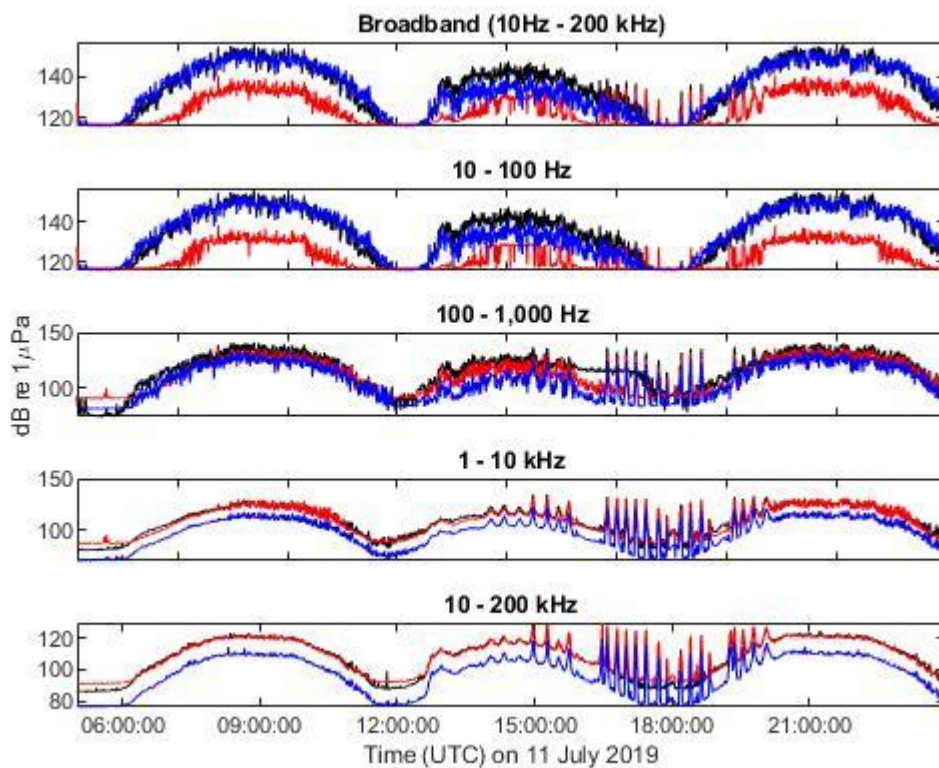 Broadband (10Hz - 200 kHz)
140
120
10 - 100 Hz
140
120
100 - 1,000 Hz
150
100
dB re 1 μPa
1 - 10 kHz
150
100
10 - 200 kHz
120
100
80
06:00:00 09:00:00 12:00:00 15:00:00 18:00:00 21:00:00
Time (UTC) on 11 July 2019